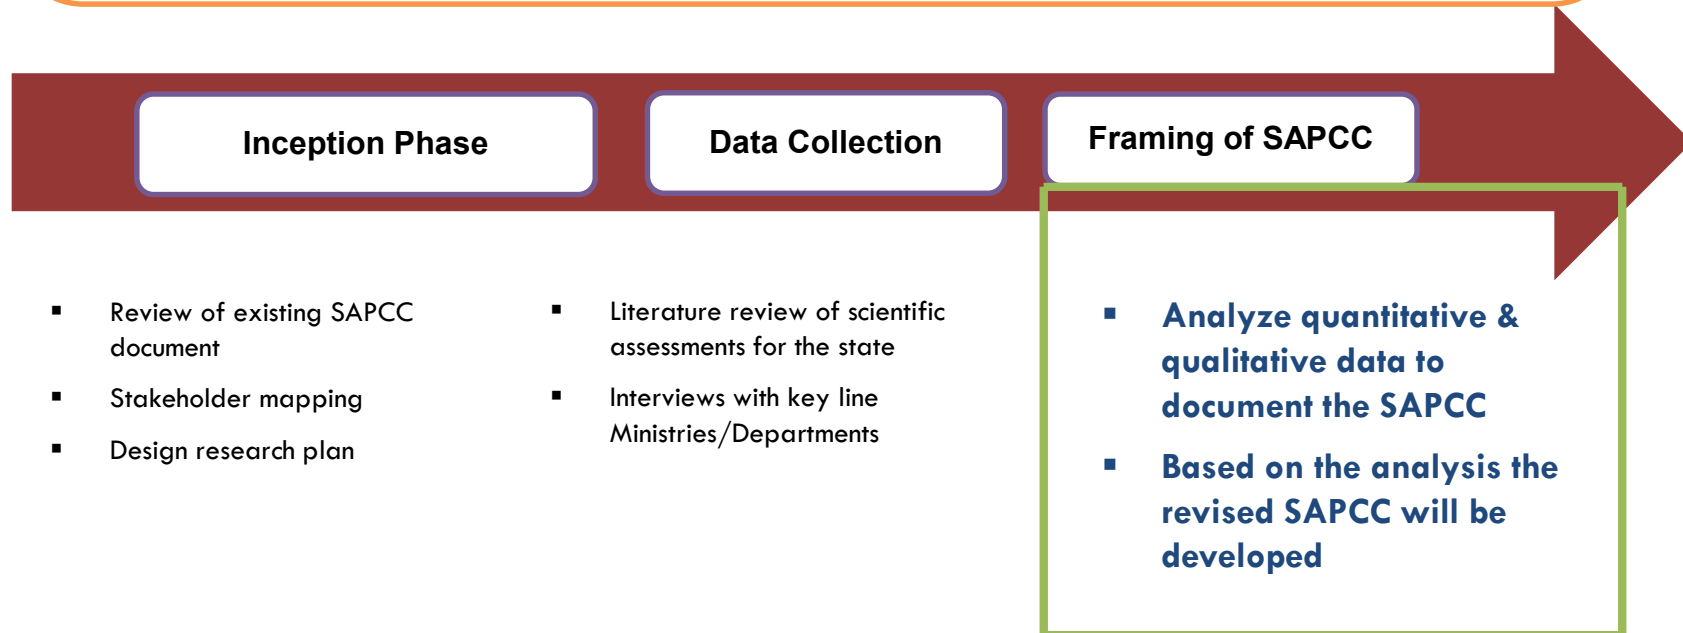 Inception Phase
Data Collection
Framing of SAPCC
▪ Review of existing SAPCC
document
▪ Stakeholder mapping
▪ Design research plan
▪ Literature review of scientific
assessments for the state
▪ Interviews with key line
Ministries/Departments
▪ Analyze quantitative &
qualitative data to
document the SAPCC
▪ Based on the analysis the
revised SAPCC will be
developed